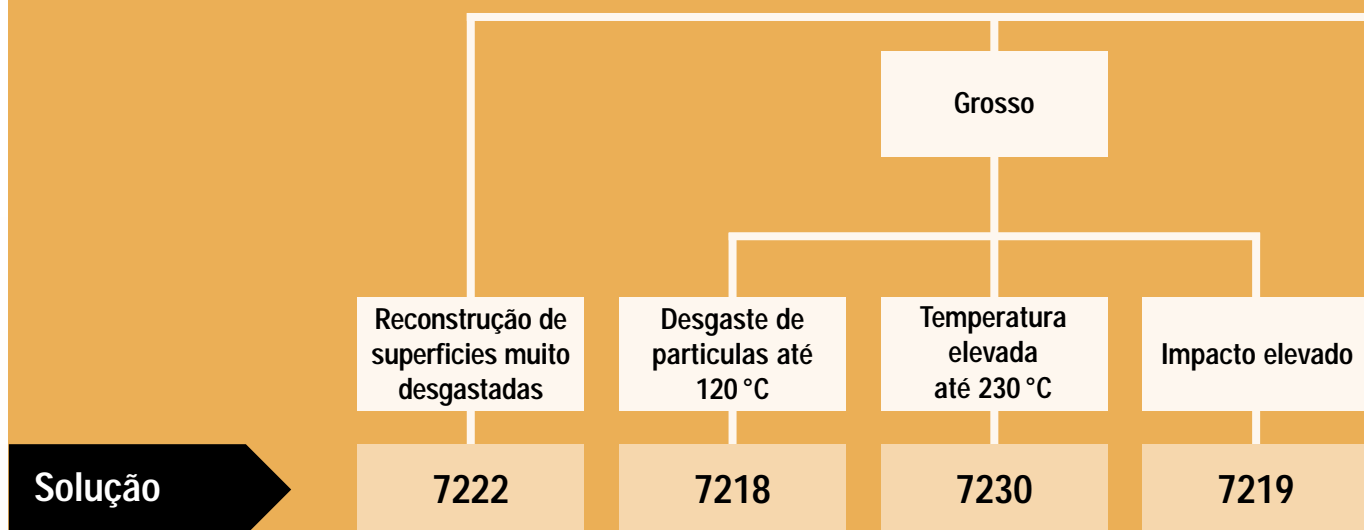 Grosso
Reconstrução de
superficies muito
desgastadas
Desgaste de
particulas até
120 °C
Temperatura
elevada
até 230 °C
Impacto elevado
Solução
7222
7218
7230
7219